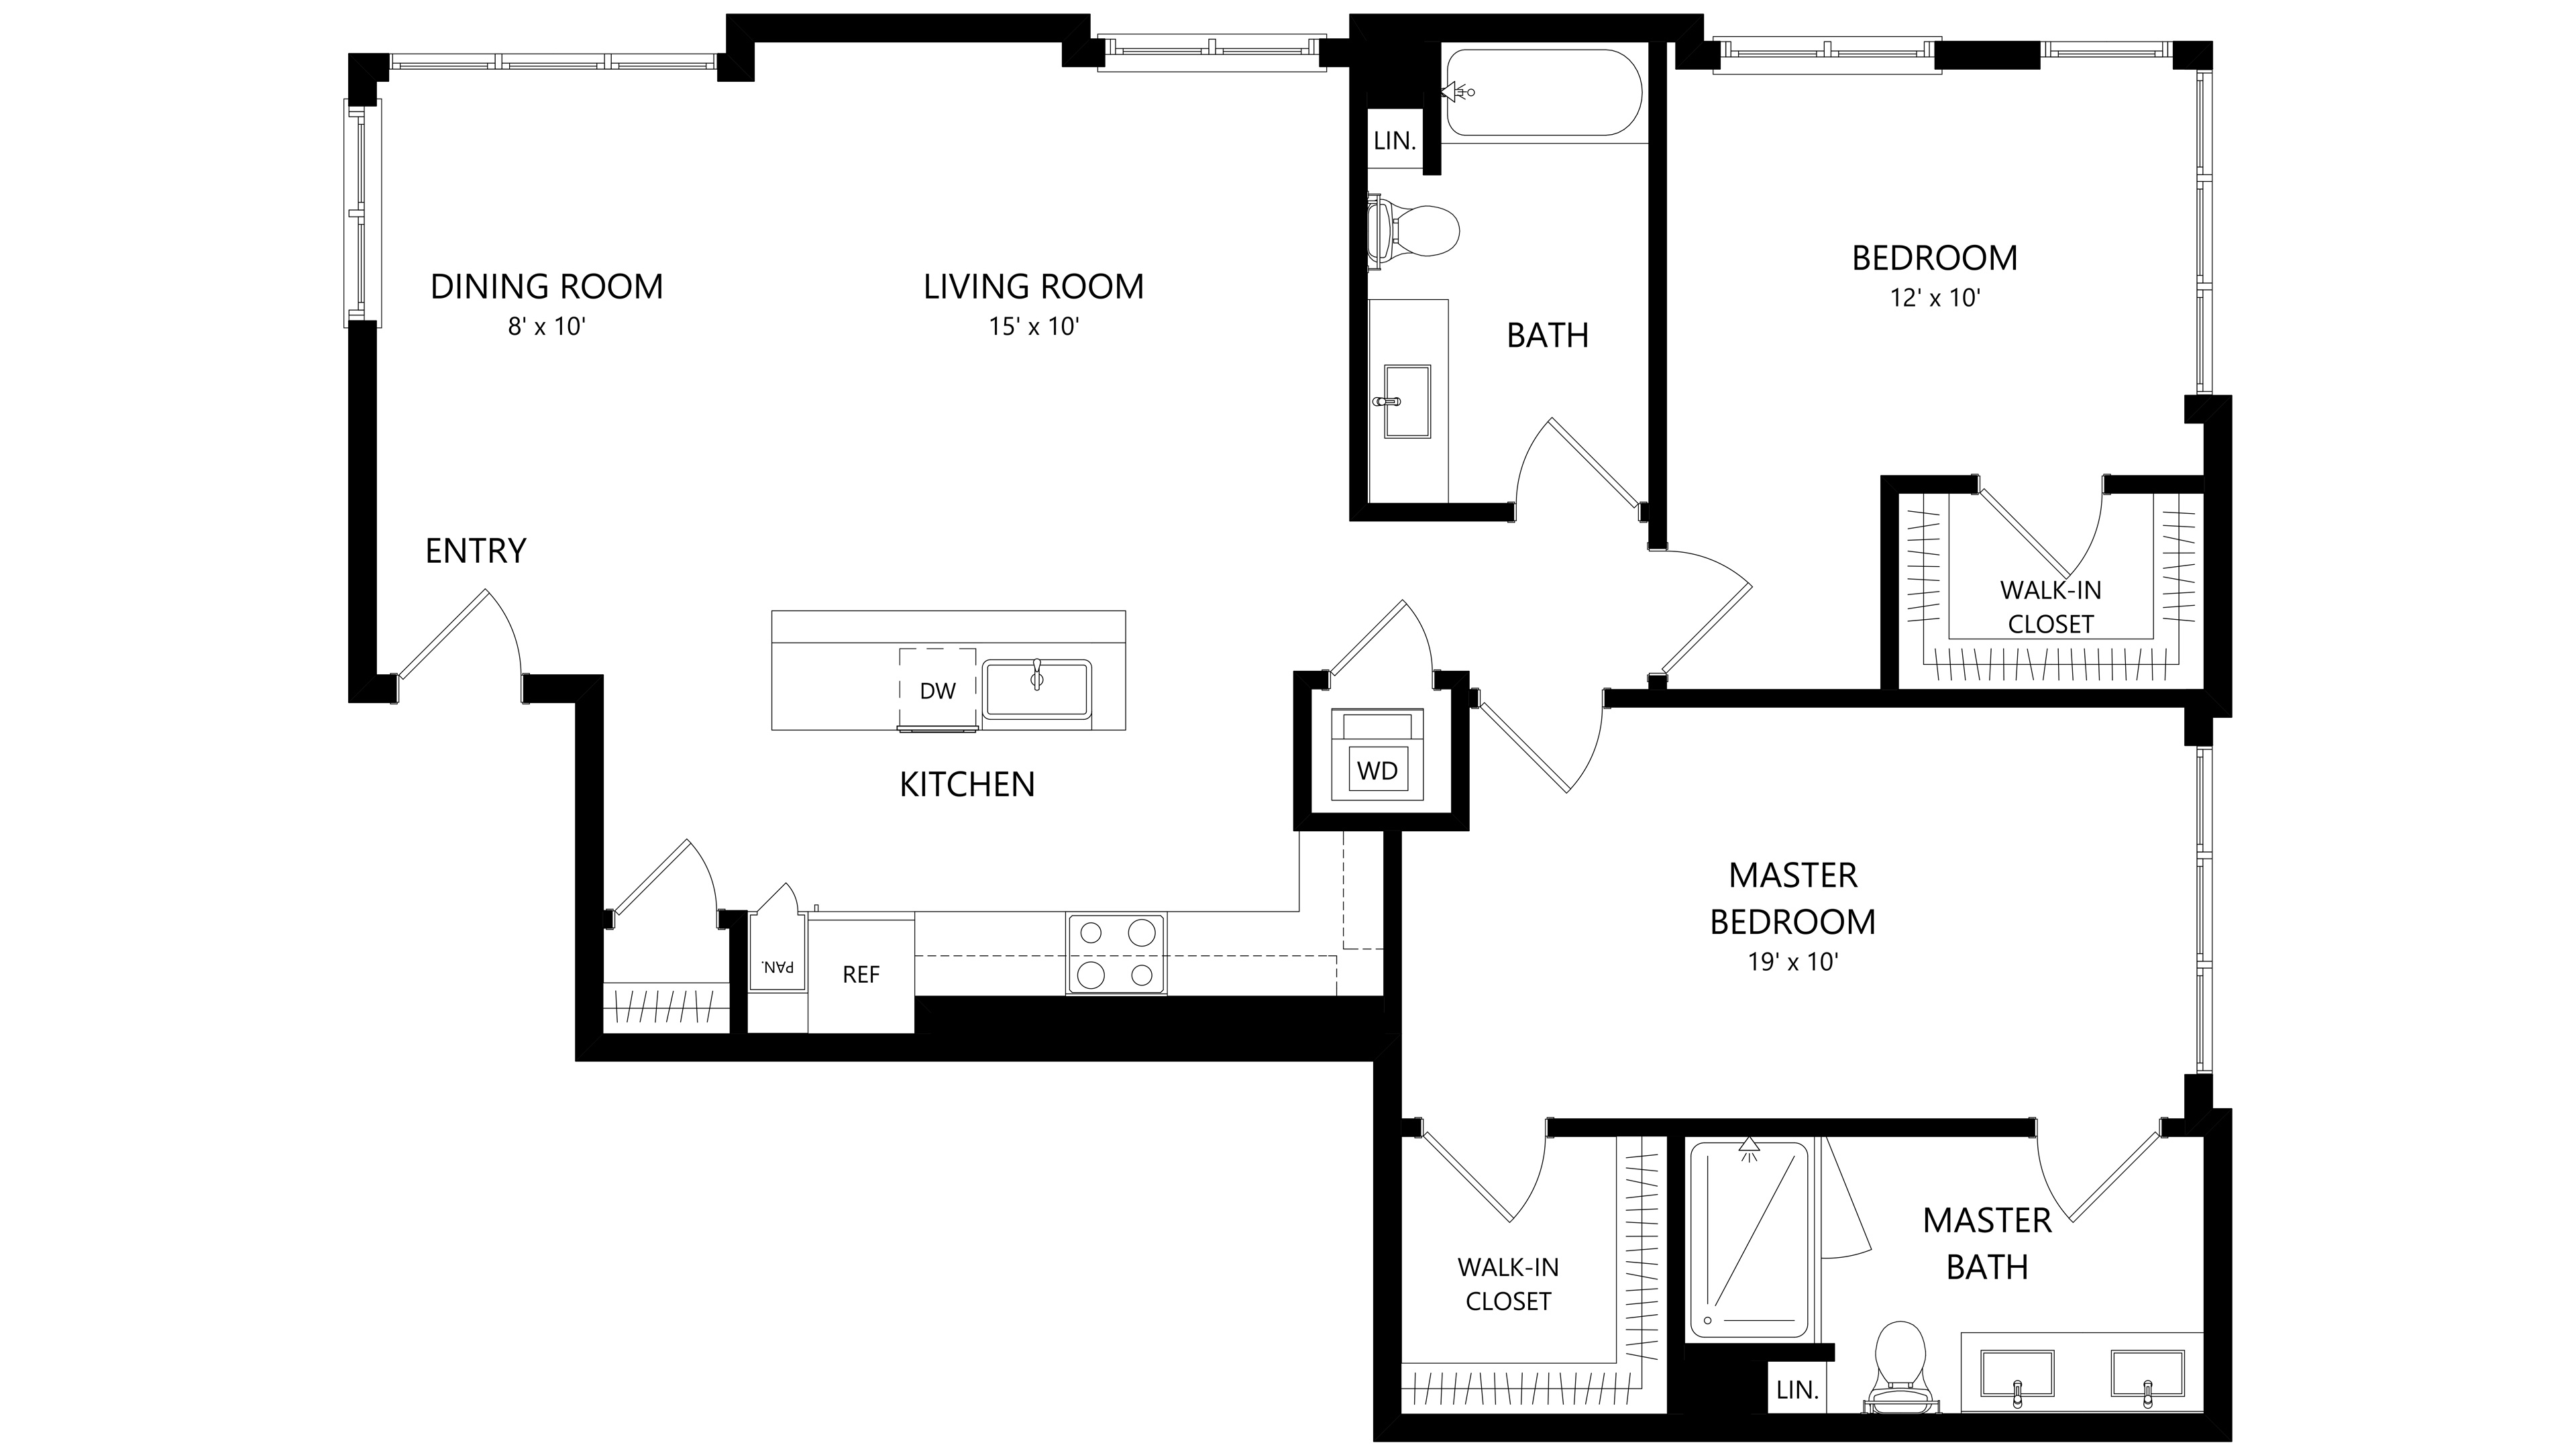 LIN.
BEDROOM
12' x 10'
DINING ROOM
8' x 10'
LIVING ROOM
15' x 10'
BATH
ENTRY
WALK-IN
CLOSET
DW
WD
KITCHEN
MASTER
BEDROOM
19' x 10'
PAN.
REF
MASTER
BATH
WALK-IN
CLOSET
LIN.